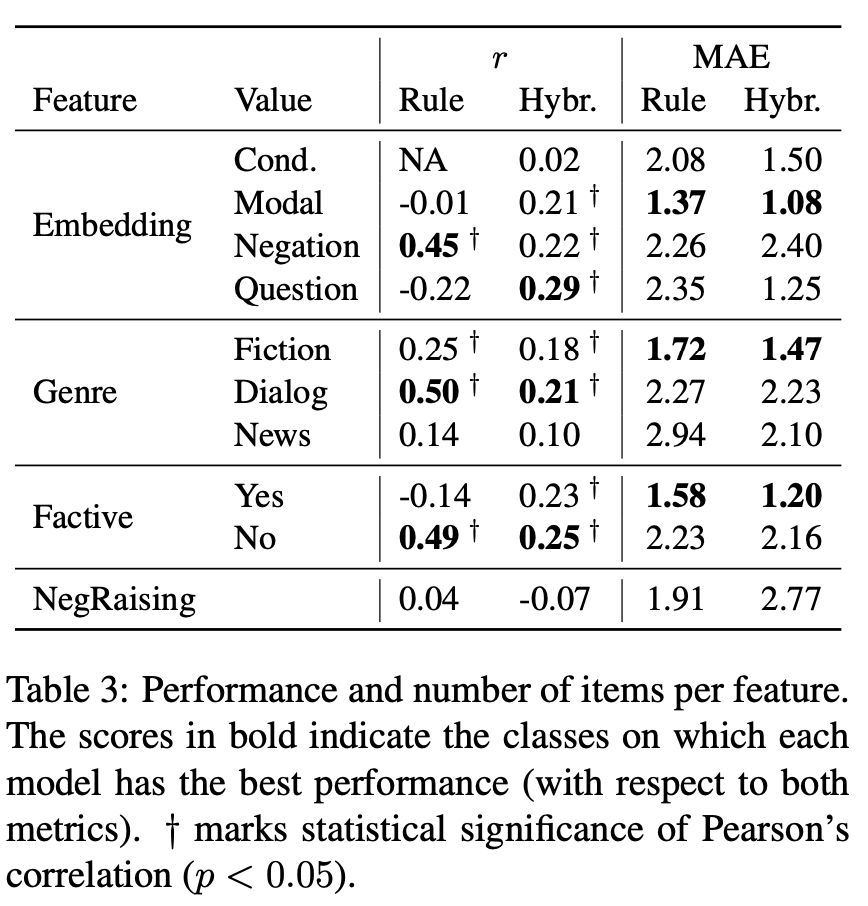 r MAE
Feature Value Rule Hybr. Rule Hybr.
Cond. NA 0.02 2.08 1.50
Modal -0.01 0.21 † 1.37 1.08
Embedding
Negation 0.45 † 0.22 † 2.26 2.40
Question -0.22 0.29 † 2.35 1.25
Fiction 0.25 † 0.18 † 1.72 1.47
Genre Dialog 0.50 † 0.21 † 2.27 2.23
News 0.14 0.10 2.94 2.10
Yes -0.14 0.23 † 1.58 1.20
Factive
No 0.49 † 0.25 † 2.23 2.16
NegRaising 0.04 -0.07 1.91 2.77
Table 3: Performance and number of items per feature.
The scores in bold indicate the classes on which each
model has the best performance (with respect to both
metrics). † marks statistical significance of Pearson's
correlation (p < 0.05).